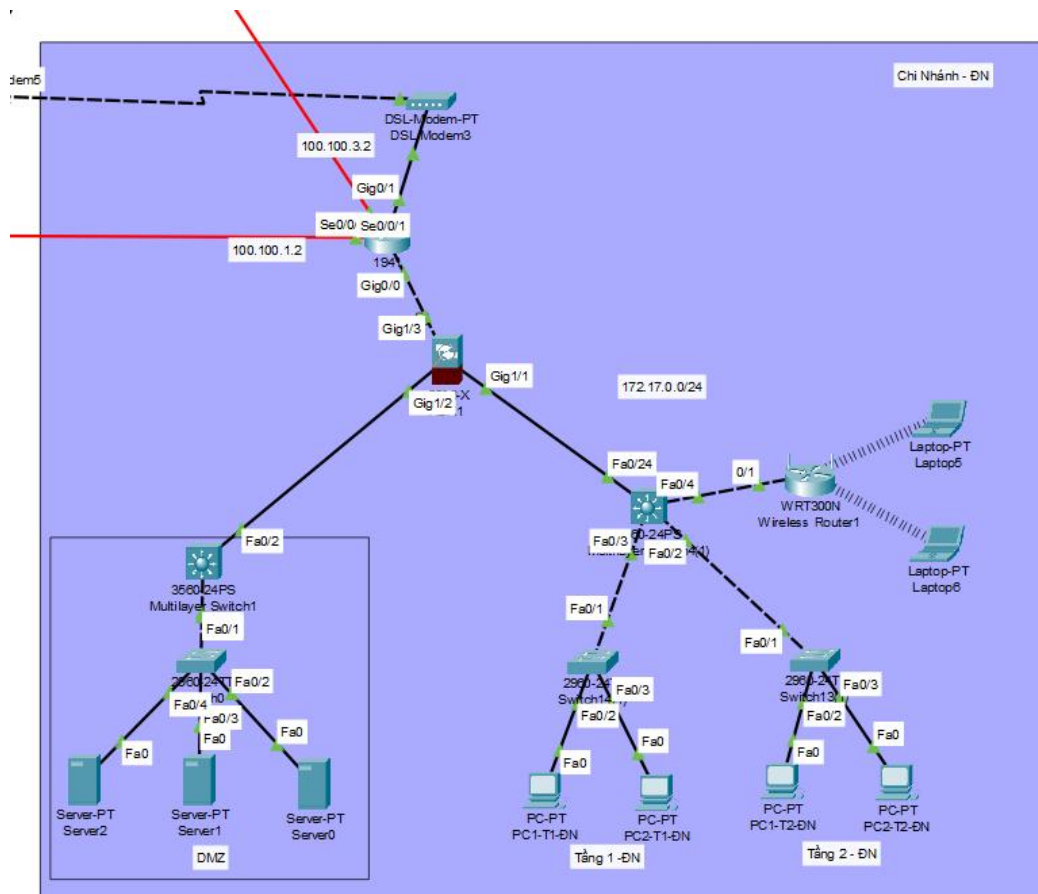 Chi Nhánh - ĐN
DSL-Modem-PT
DSL Modem3
100.100.3.2
Gig0/1
Se0/0/1
100.100.1.2
Gig0/0
Gig1/3
Gig1/1
Gig1/2
172.17.0.0/24
Laptop-PT
Laptop5
Fa0/24
Fa0/4
0/1
WRT300N
Wireless Router1
Fa0/3
Fa0/2
Laptop-PT
Laptop6
Fa0/2
3560-24PS
Multilayer Switch1
Fa0/1
Fa0/1
Fa0/1
Fa0/2
Fa0/4
Fa0/3
Fa0
Fa0
Fa0
Fa0/3
Fa0/2
Fa0
Fa0
Fa0/3
Fa0/2
Fa0
Fa0
Server-PT
Server2
Server-PT
Server1
Server-PT
Server0
PC-PT
PC1-T1-ĐN
PC-PT
PC2-T1-ĐN
PC-PT
PC1-T2-ĐN
PC-PT
PC2-T2-ĐN
DMZ
Tầng 1 -ĐN
Tầng 2 - ĐN